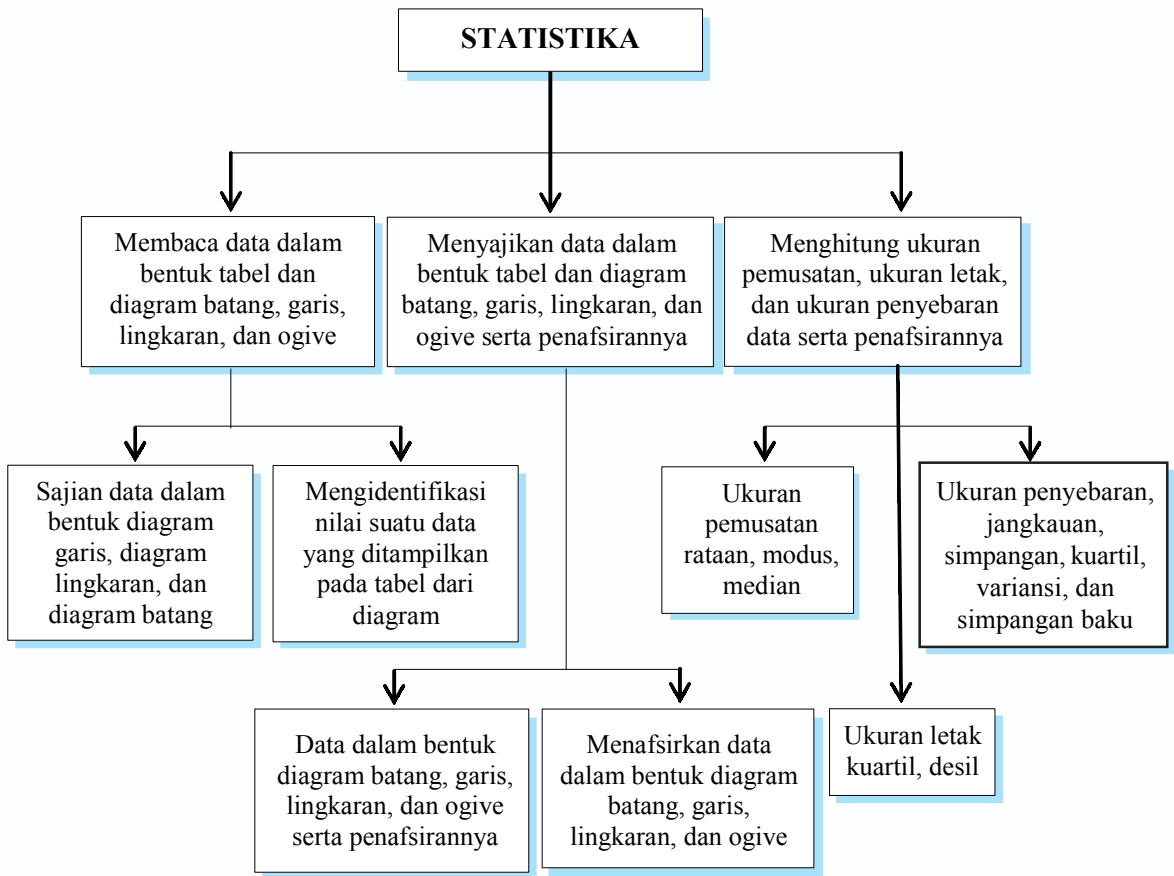 STATISTIKA
Membaca data dalam
bentuk tabel dan
diagram batang, garis,
lingkaran, dan ogive
Menyajikan data dalam
bentuk tabel dan diagram
batang, garis, lingkaran, dan
ogive serta penafsirannya
Menghitung ukuran
pemusatan, ukuran letak,
dan ukuran penyebaran
data serta penafsirannya
Sajian data dalam
bentuk diagram
garis, diagram
lingkaran, dan
diagram batang
Mengidentifikasi
nilai suatu data
yang ditampilkan
pada tabel dari
diagram
Ukuran
pemusatan
rataan, modus,
median
Ukuran penyebaran,
jangkauan,
simpangan, kuartil,
variansi, dan
simpangan baku
Data dalam bentuk
diagram batang, garis,
lingkaran, dan ogive
serta penafsirannya
Menafsirkan data
dalam bentuk diagram
batang, garis,
lingkaran, dan ogive
Ukuran letak
kuartil, desil